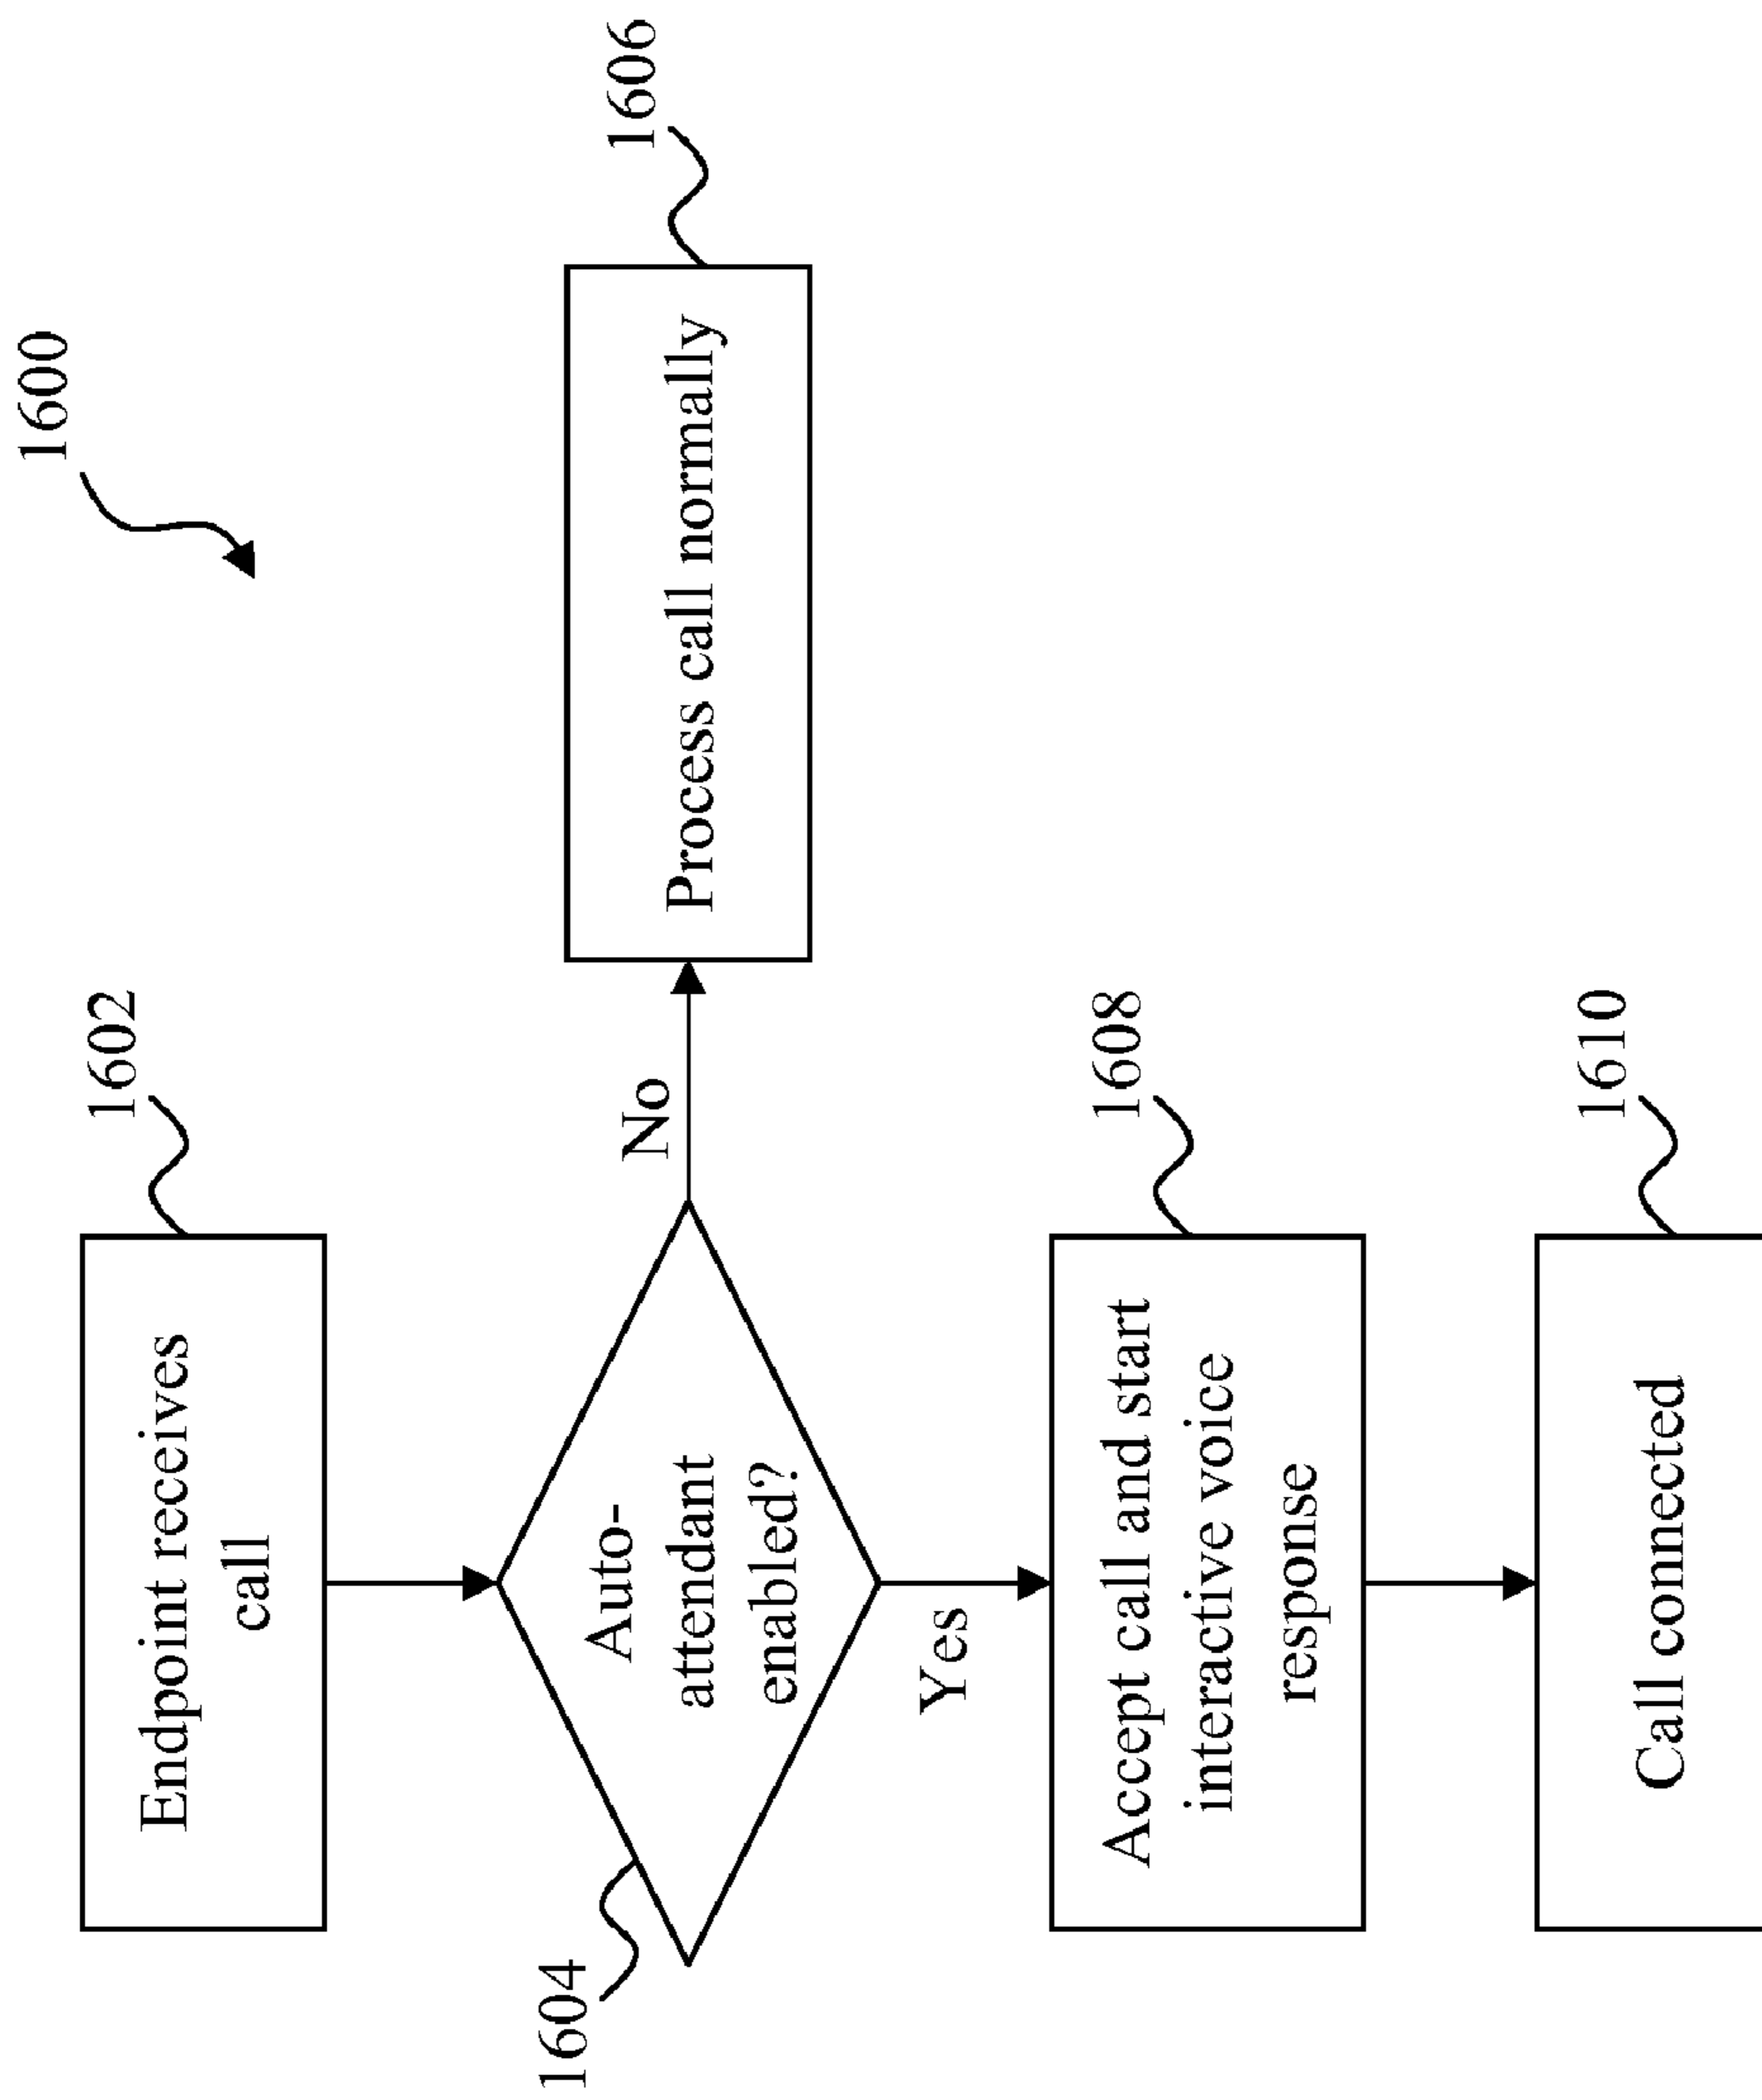 1600
1602
Endpoint receives
call
1604
Auto-
attendant
enabled?
No
1606
Process call normally
Yes
1608
Accept call and start
interactive voice
response
1610
Call connected